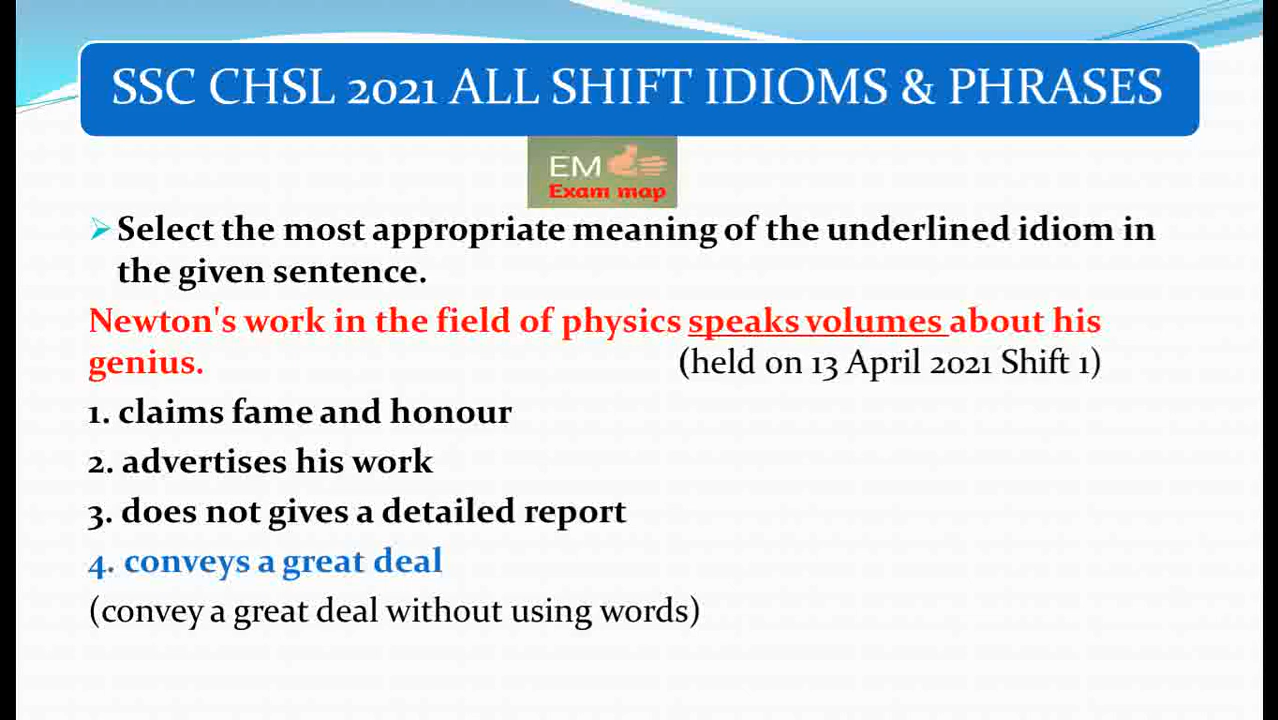 SSC CHSL 2021 ALL SHIFT IDIOMS & PHRASES
EM
Exam map
Select the most appropriate meaning of the underlined idiom in
the given sentence.
Newton's work in the field of physics speaks volumes about his
genius. (held on 13 April 2021 Shift 1)
1. claims fame and honour
2. advertises his work
3. does not gives a detailed report
4. conveys a great deal
(convey a great deal without using words)